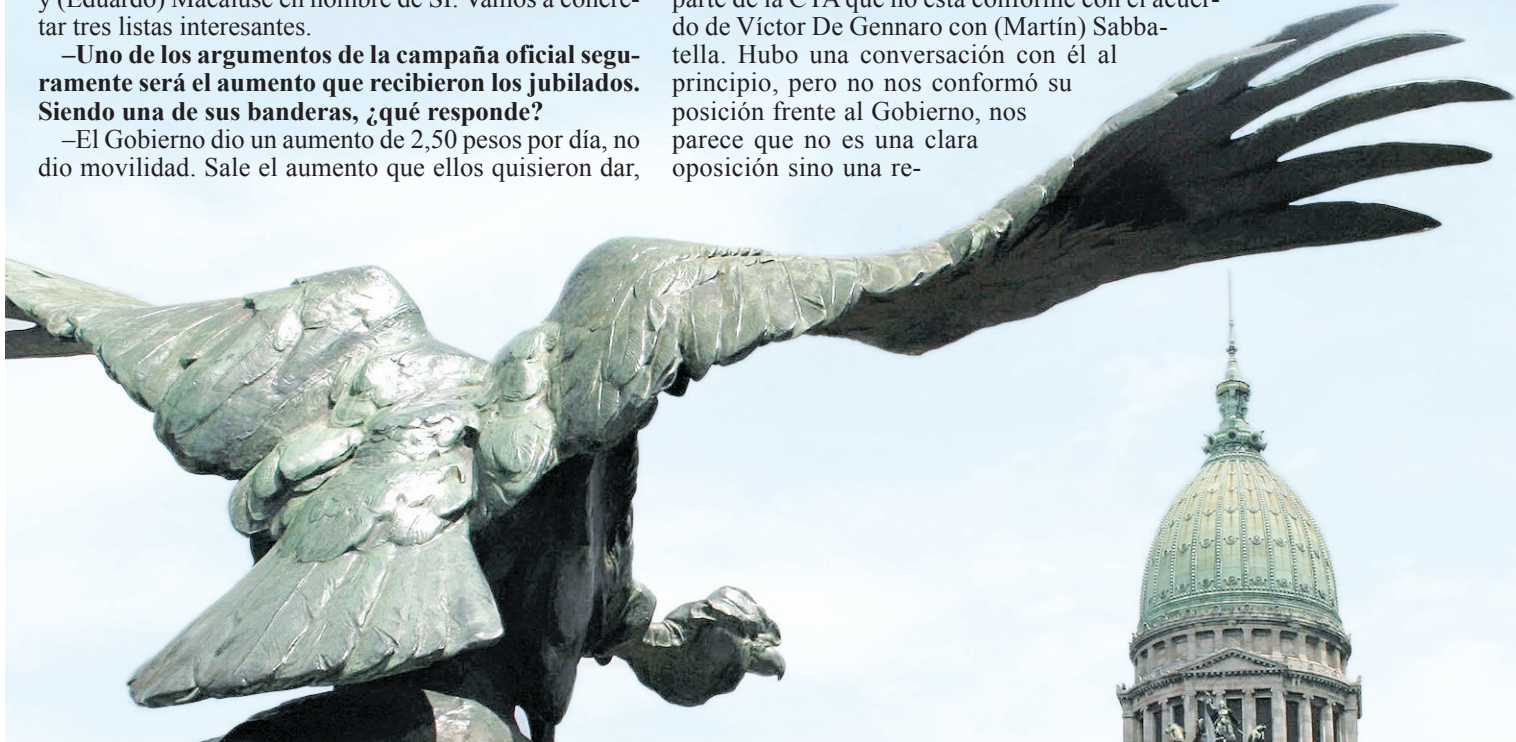 y (Eduardo) Macaluse en nombre de SI. Vamos a concre-
tar tres listas interesantes.
–Uno de los argumentos de la campaña oficial segu-
ramente será el aumento que recibieron los jubilados.
Siendo una de sus banderas, ¿qué responde?
–El Gobierno dio un aumento de 2,50 pesos por día, no
dio movilidad. Sale el aumento que ellos quisieron dar,
parte de la CTA que no está conforme con el acuer-
do de Víctor De Gennaro con (Martín) Sabba-
tella. Hubo una conversación con él al
principio, pero no nos conformó su
posición frente al Gobierno, nos
parece que no es una clara
oposición sino una re-